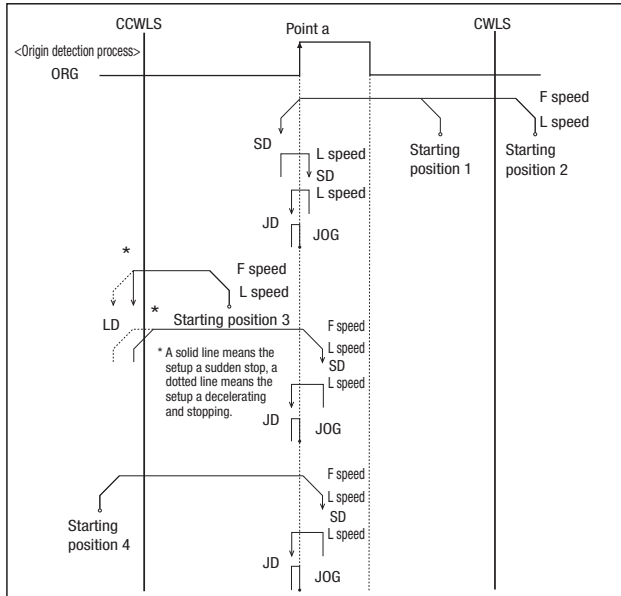 CCWLS
Point a
CWLS
<Origin detection process>
ORG
F speed
L speed
SD
Starting
position 1
Starting
position 2
L speed
SD
L speed
JD
JOG
*
F speed
L speed
LD
*
Starting position 3
F speed
L speed
SD
* A solid line means the
setup a sudden stop, a
dotted line means the
setup a decelerating
and stopping.
L speed
JD
JOG
F speed
L speed
SD
Starting
position 4
L speed
JD
JOG